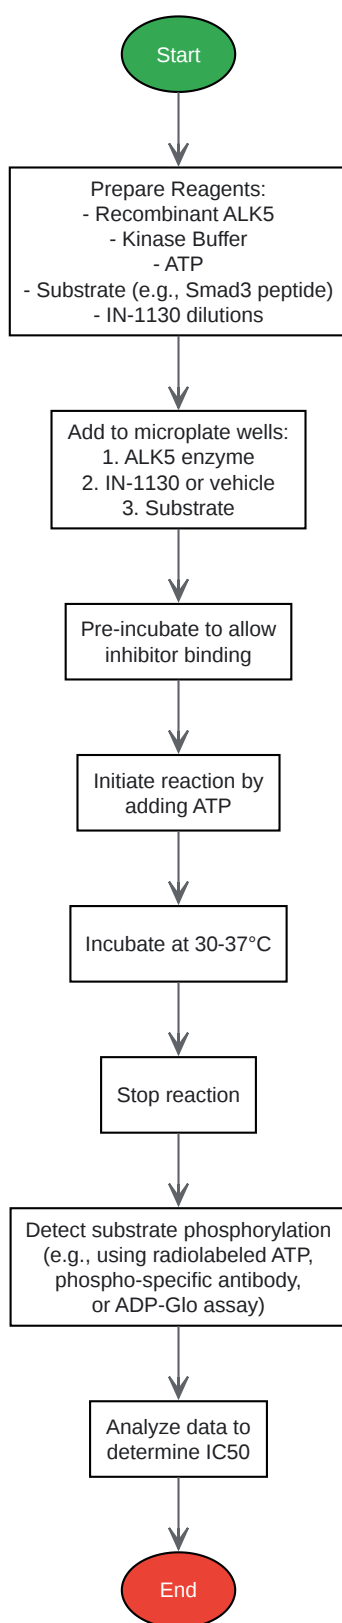 Start
Prepare Reagents:
- Recombinant ALK5
- Kinase Buffer
- ATP
- Substrate (e.g., Smad3 peptide)
- IN-1130 dilutions
Add to microplate wells:
1. ALK5 enzyme
2. IN-1130 or vehicle
3. Substrate
Pre-incubate to allow
inhibitor binding
Initiate reaction by
adding ATP
Incubate at 30-37°C
Stop reaction
Detect substrate phosphorylation
(e.g., using radiolabeled ATP,
phospho-specific antibody,
or ADP-Glo assay)
Analyze data to
determine IC50
End